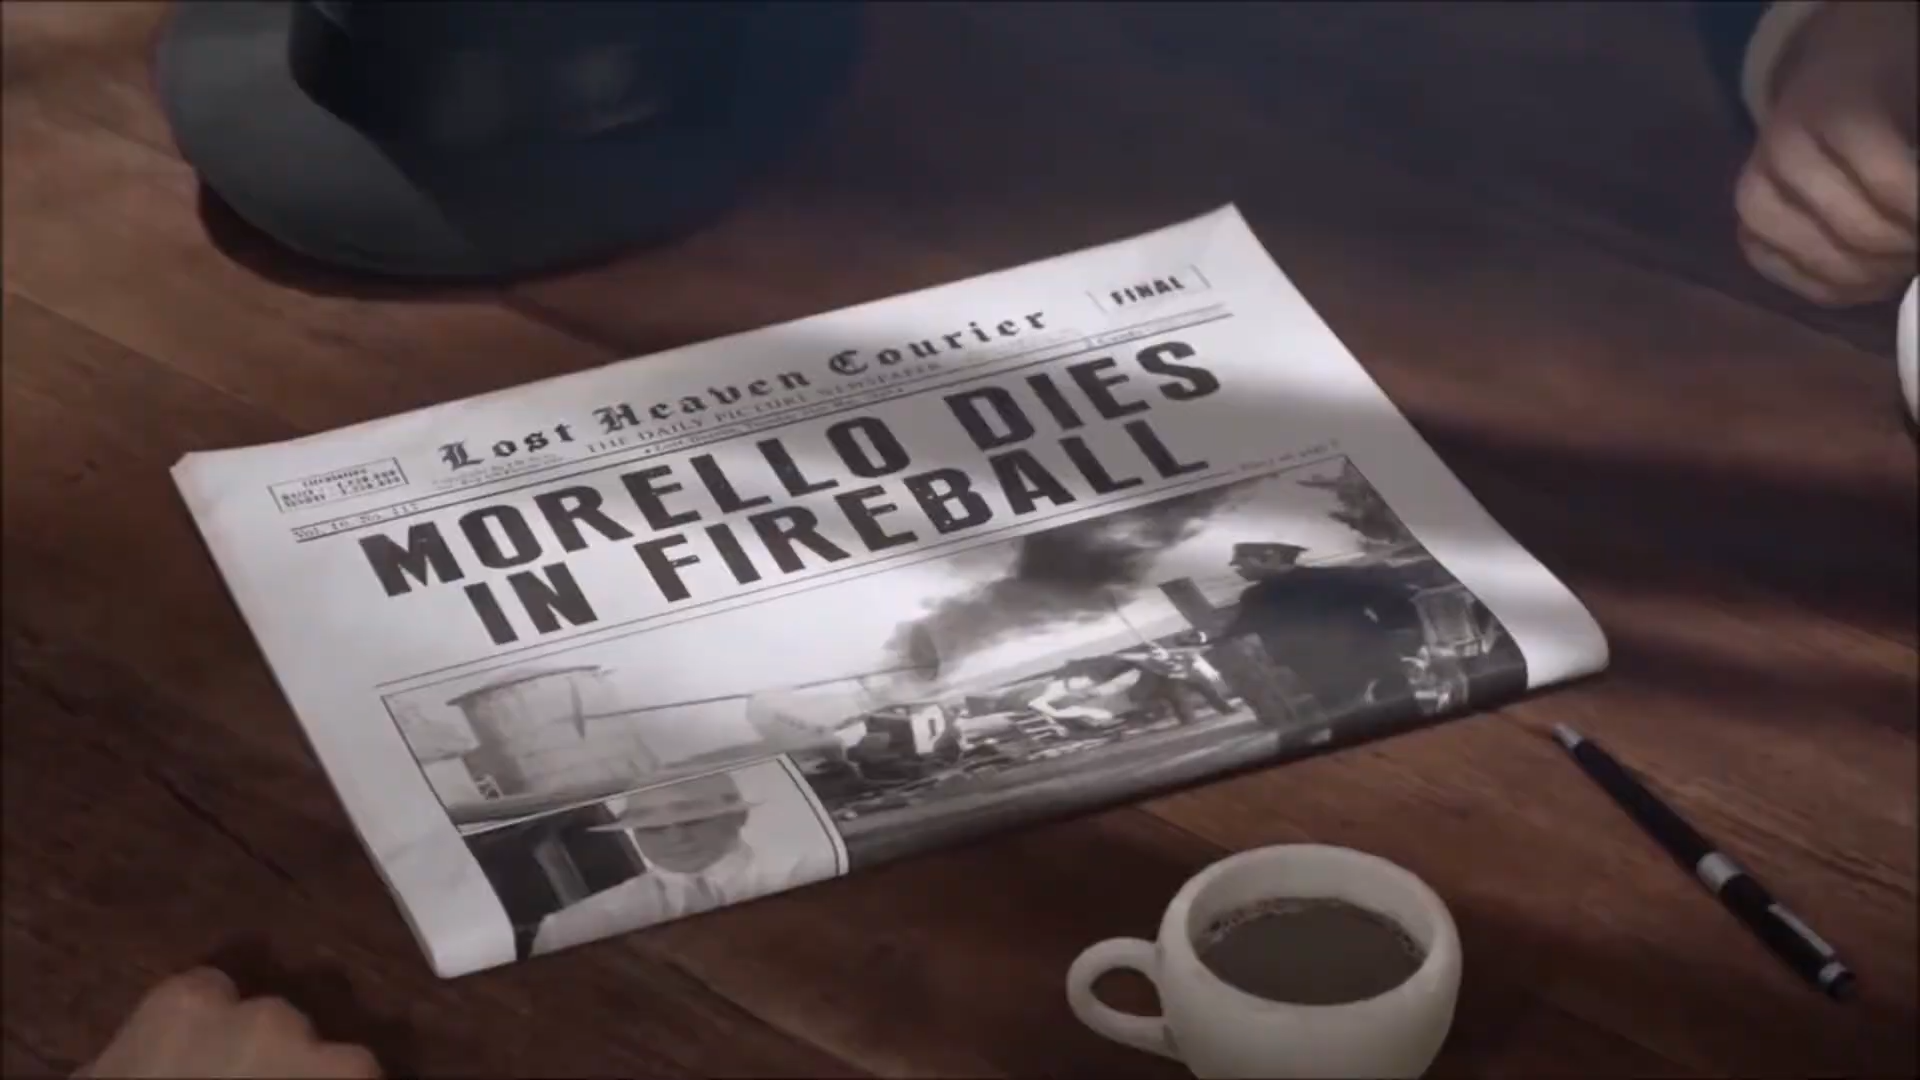 FINAL
Lost Heaven Courier
THE DAILY PICTURE NEWSPAPER
MORELLO DIES
IN FIREBALL